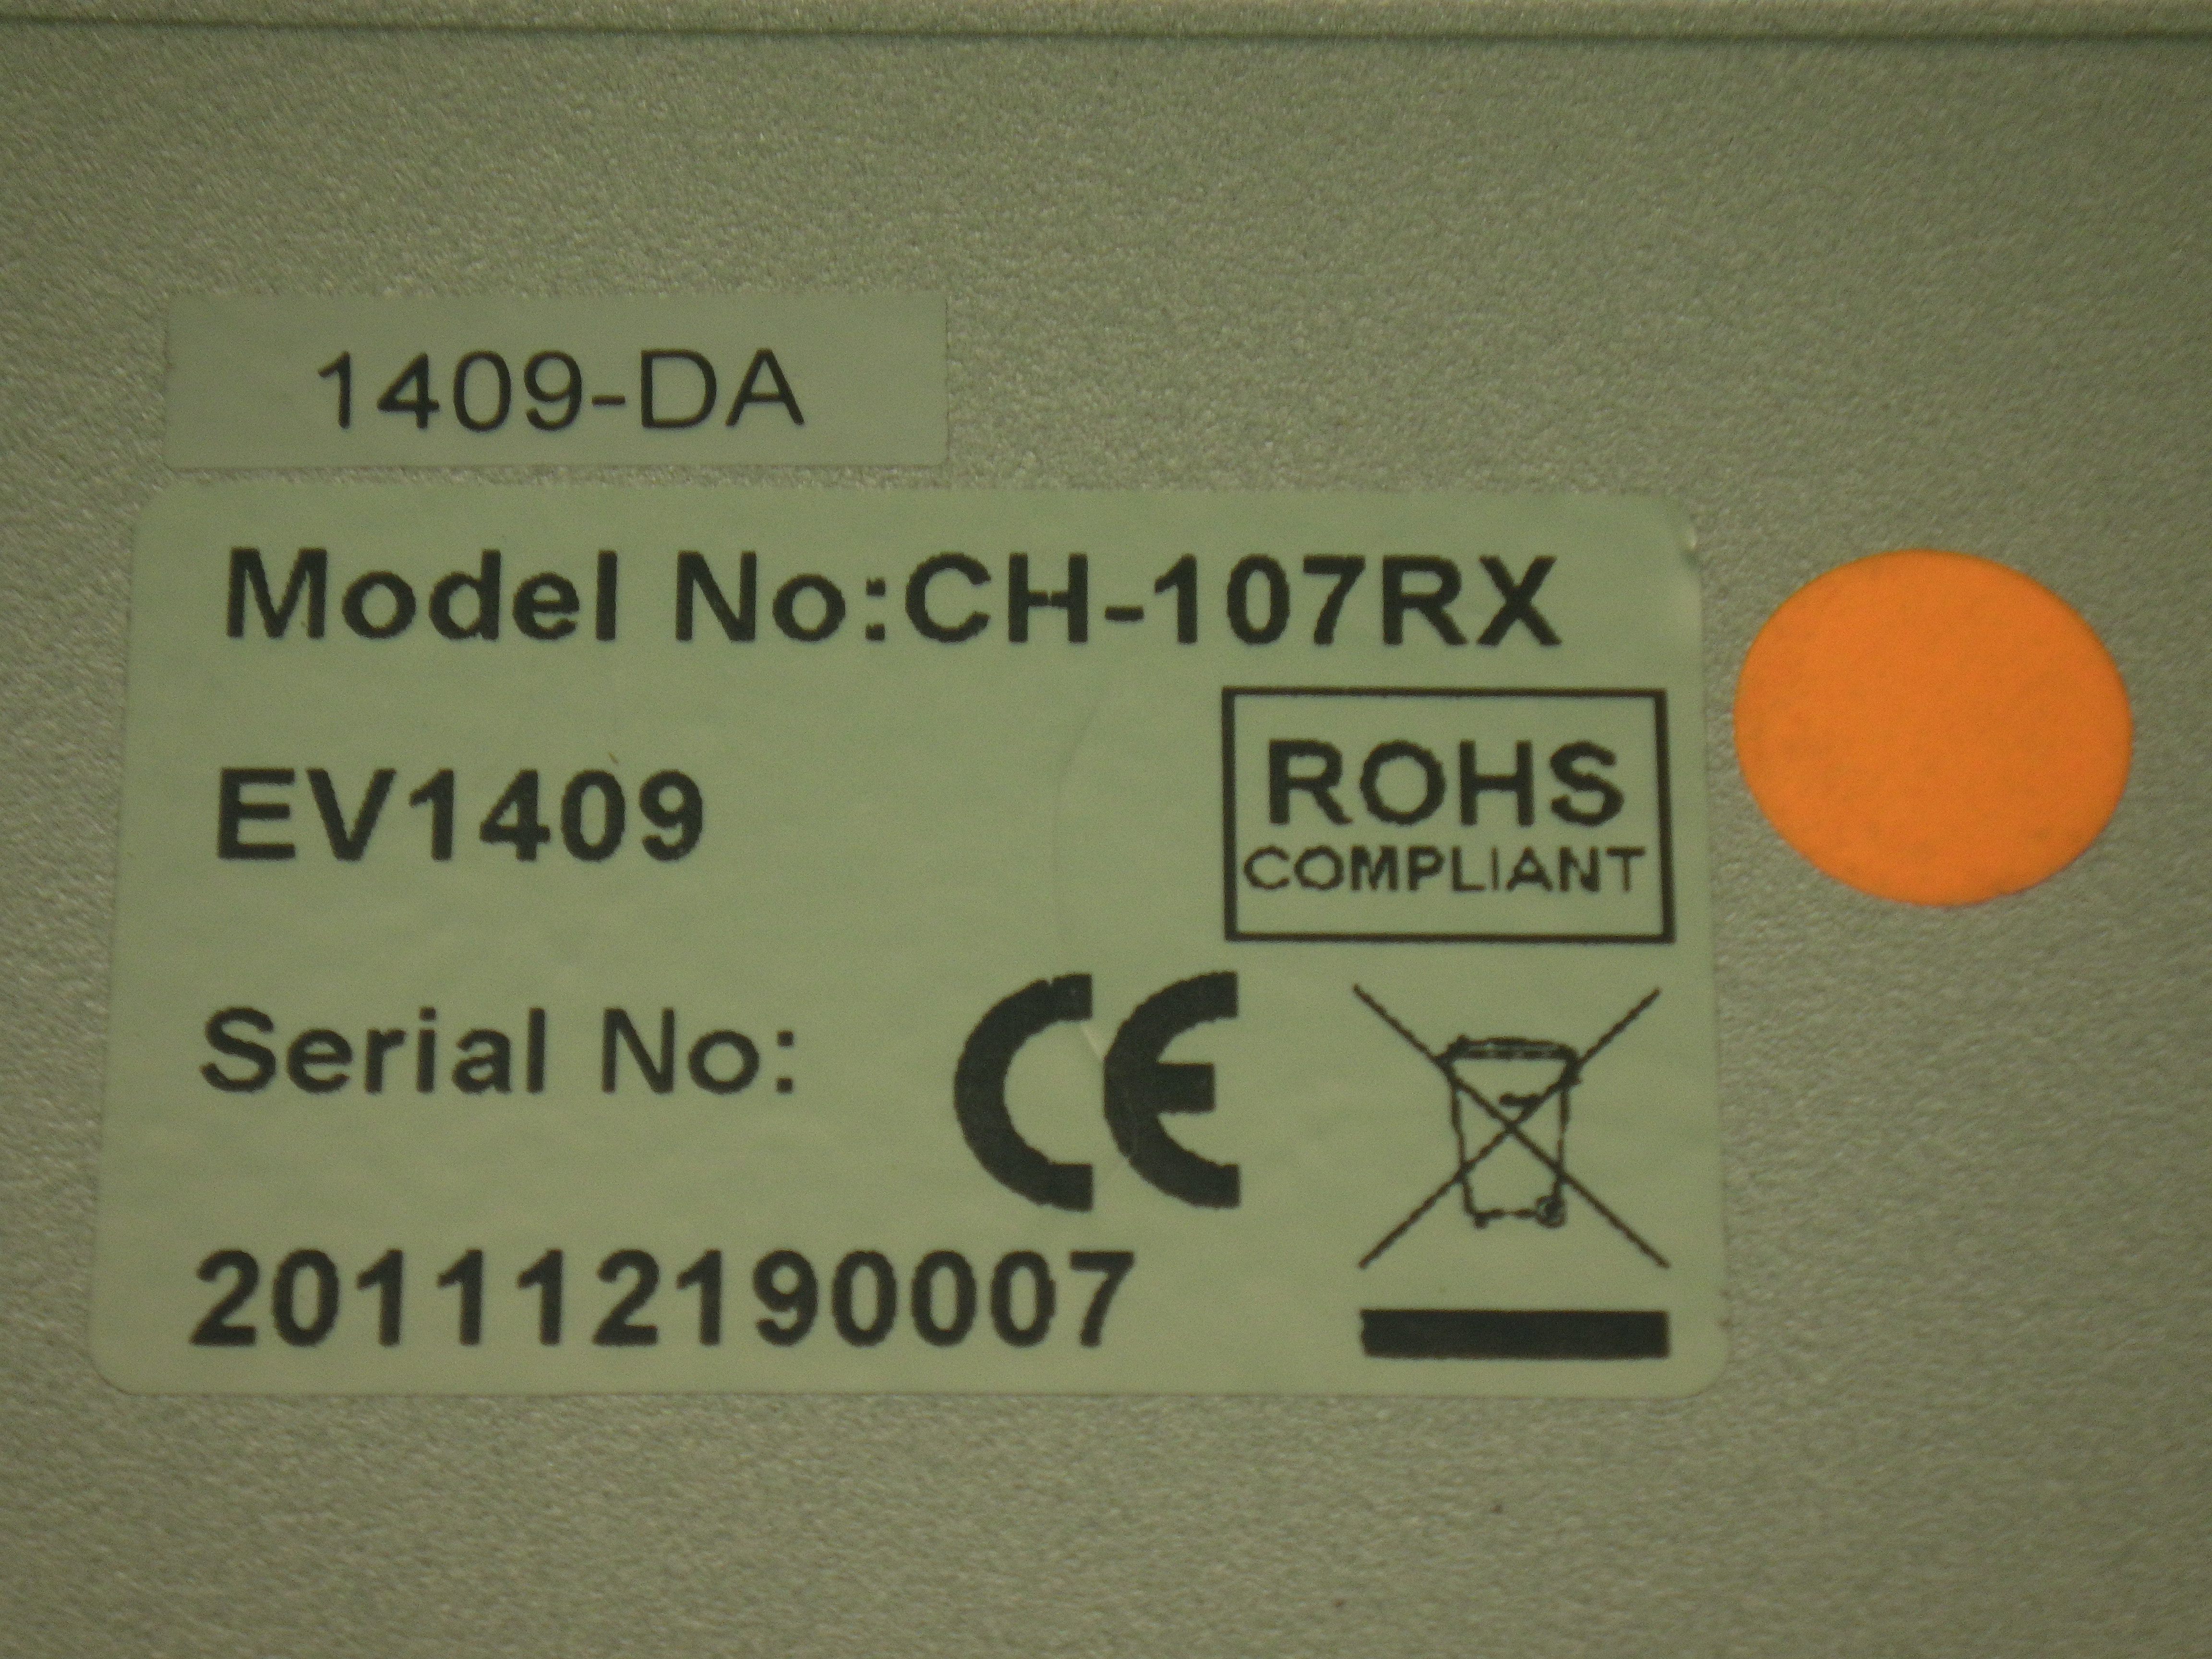 1409-DA
Model No:CH-107RX
EV1409
ROHS
COMPLIANT
Serial No:
CE
201112190007